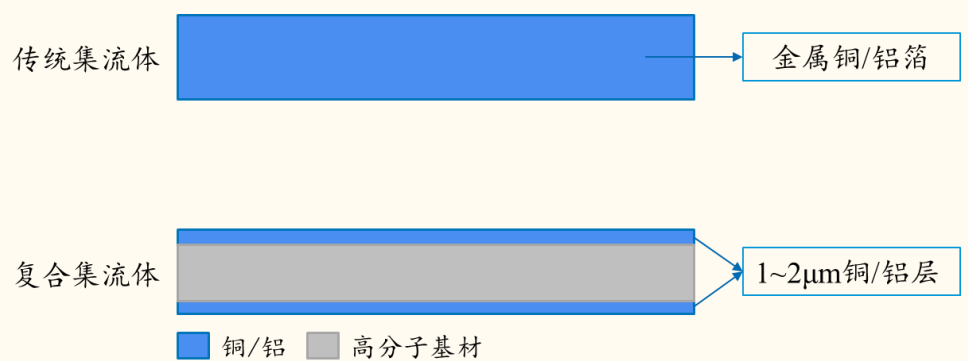 传统集流体
金属铜/铝箔
复合集流体
1~2μm铜/铝层
铜/铝
高分子基材